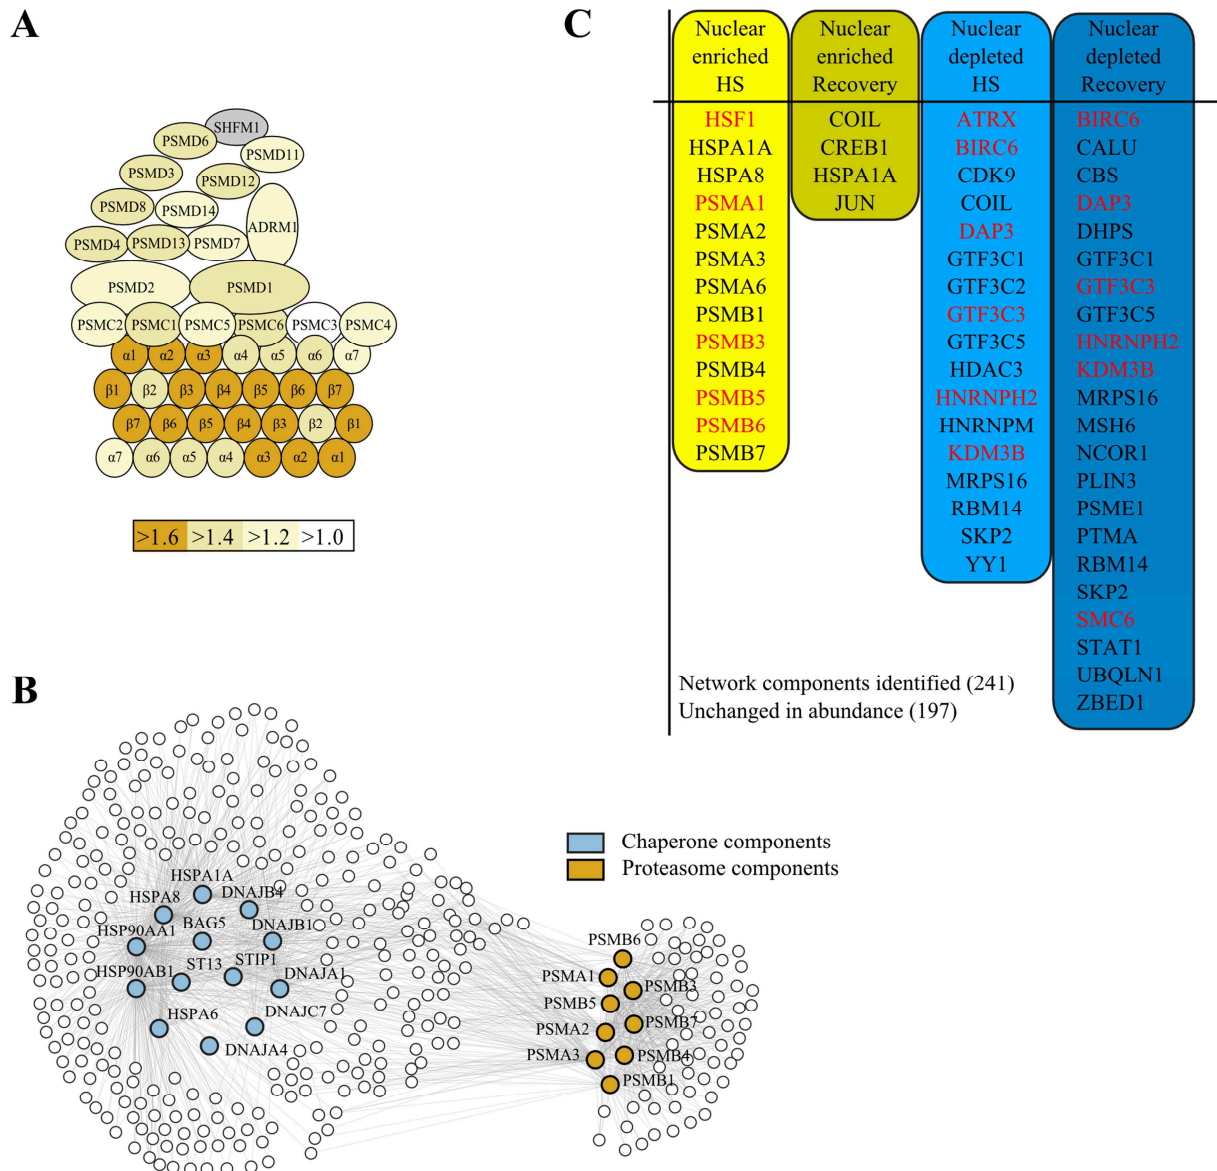 A
SHFM1
PSMD6
PSMD11
PSMD3
PSMD12
PSMD8
PSMD14
ADRM1
PSMD4
PSMD13
PSMD7
PSMD2
PSMD1
PSMC2
PSMC1
PSMC5
PSMC6
PSMC3
PSMC4
α1 α2 α3 α4 α5 α6 α7
β1 β2 β3 β4 β5 β6 β7
β7 β6 β5 β4 β3 β2 β1
α7 α6 α5 α4 α3 α2 α1
>1.6 >1.4 >1.2 >1.0
C
Nuclear
enriched
HS
HSF1
HSPA1A
HSPA8
PSMA1
PSMA2
PSMA3
PSMA6
PSMB1
PSMB3
PSMB4
PSMB5
PSMB6
PSMB7
Nuclear
enriched
Recovery
COIL
CREB1
HSPA1A
JUN
Nuclear
depleted
HS
ATRX
BIRC6
CDK9
COIL
DAP3
GTF3C1
GTF3C2
GTF3C3
GTF3C5
HDAC3
HNRNPH2
HNRNPM
KDM3B
MRPS16
RBM14
SKP2
YY1
Nuclear
depleted
Recovery
BIRC6
CALU
CBS
DAP3
DHPS
GTF3C1
GTF3C3
GTF3C5
HNRNPH2
KDM3B
MRPS16
MSH6
NCOR1
PLIN3
PSME1
PTMA
RBM14
SKP2
SMC6
STAT1
UBQLN1
ZBED1
Network components identified (241)
Unchanged in abundance (197)
B
Chaperone components
Proteasome components
HSPA1A
HSPA8
DNAJB4
HSP90AA1
BAG5
DNAJB1
HSP90AB1
ST13
STIP1
DNAJA1
HSPA6
DNAJC7
DNAJA4
PSMB6
PSMA1
PSMB3
PSMB5
PSMA2
PSMB7
PSMA3
PSMB4
PSMB1